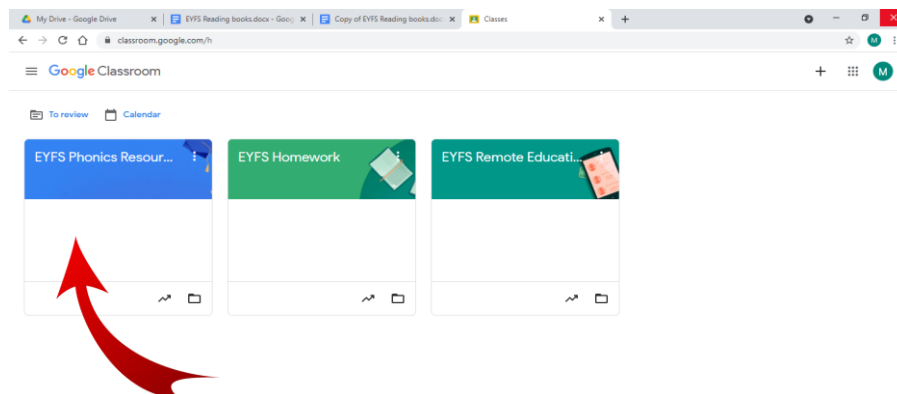 My Drive - Google Drive
EYFS Reading books.docx - Goog
Copy of EYFS Reading books.doc
Classes
classroom.google.com/h
M
Google Classroom
M
To review
Calendar
EYFS Phonics Resour...
EYFS Homework
EYFS Remote Educati...